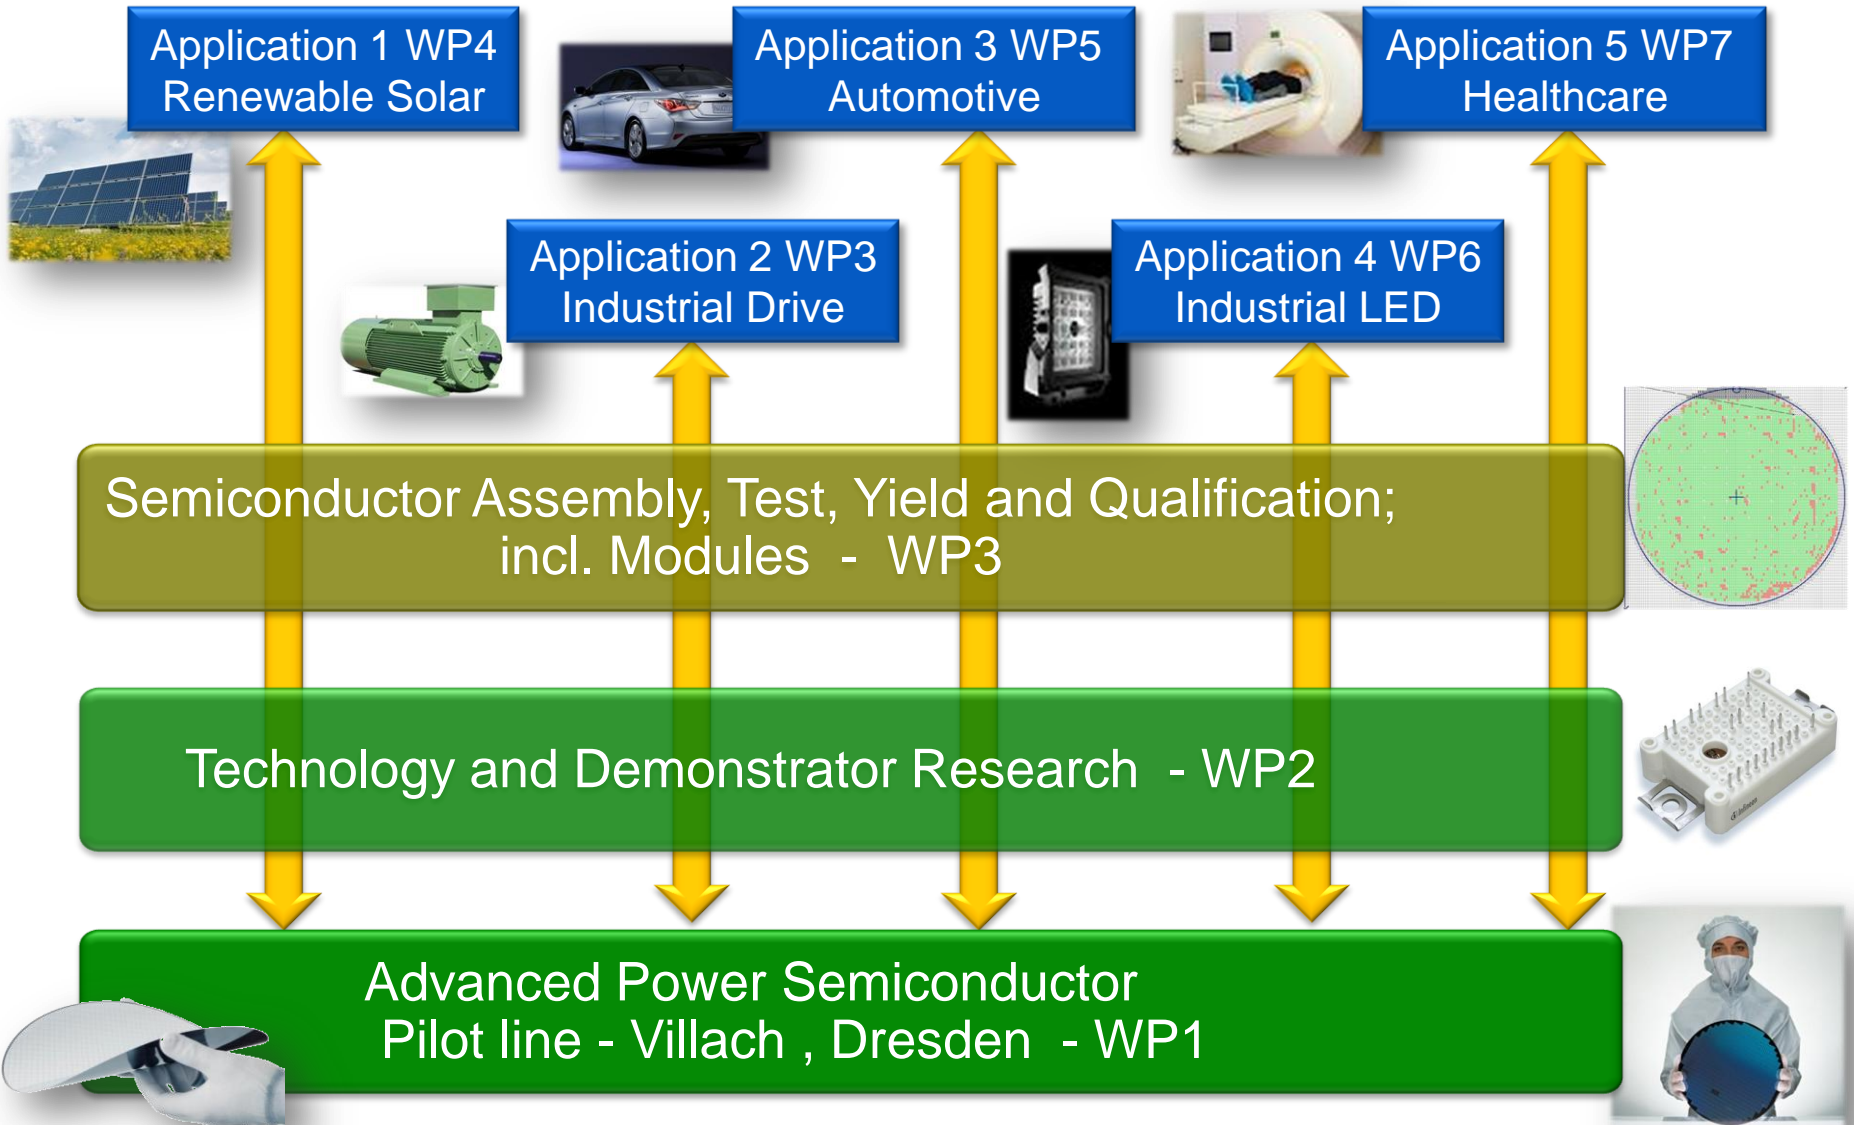 Application 1 WP4
Renewable Solar
Application 3 WP5
Automotive
Application 5 WP7
Healthcare
Application 2 WP3
Industrial Drive
Application 4 WP6
Industrial LED
Semiconductor Assembly, Test, Yield and Qualification;
incl. Modules - WP3
Technology and Demonstrator Research - WP2
Infineon
Advanced Power Semiconductor
Pilot line - Villach , Dresden - WP1